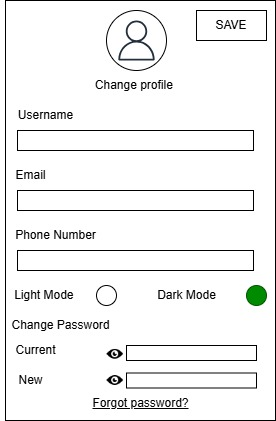 SAVE
Change profile
Username
Email
Phone Number
Light Mode Dark Mode
Change Password
Current
New
Forgot password?